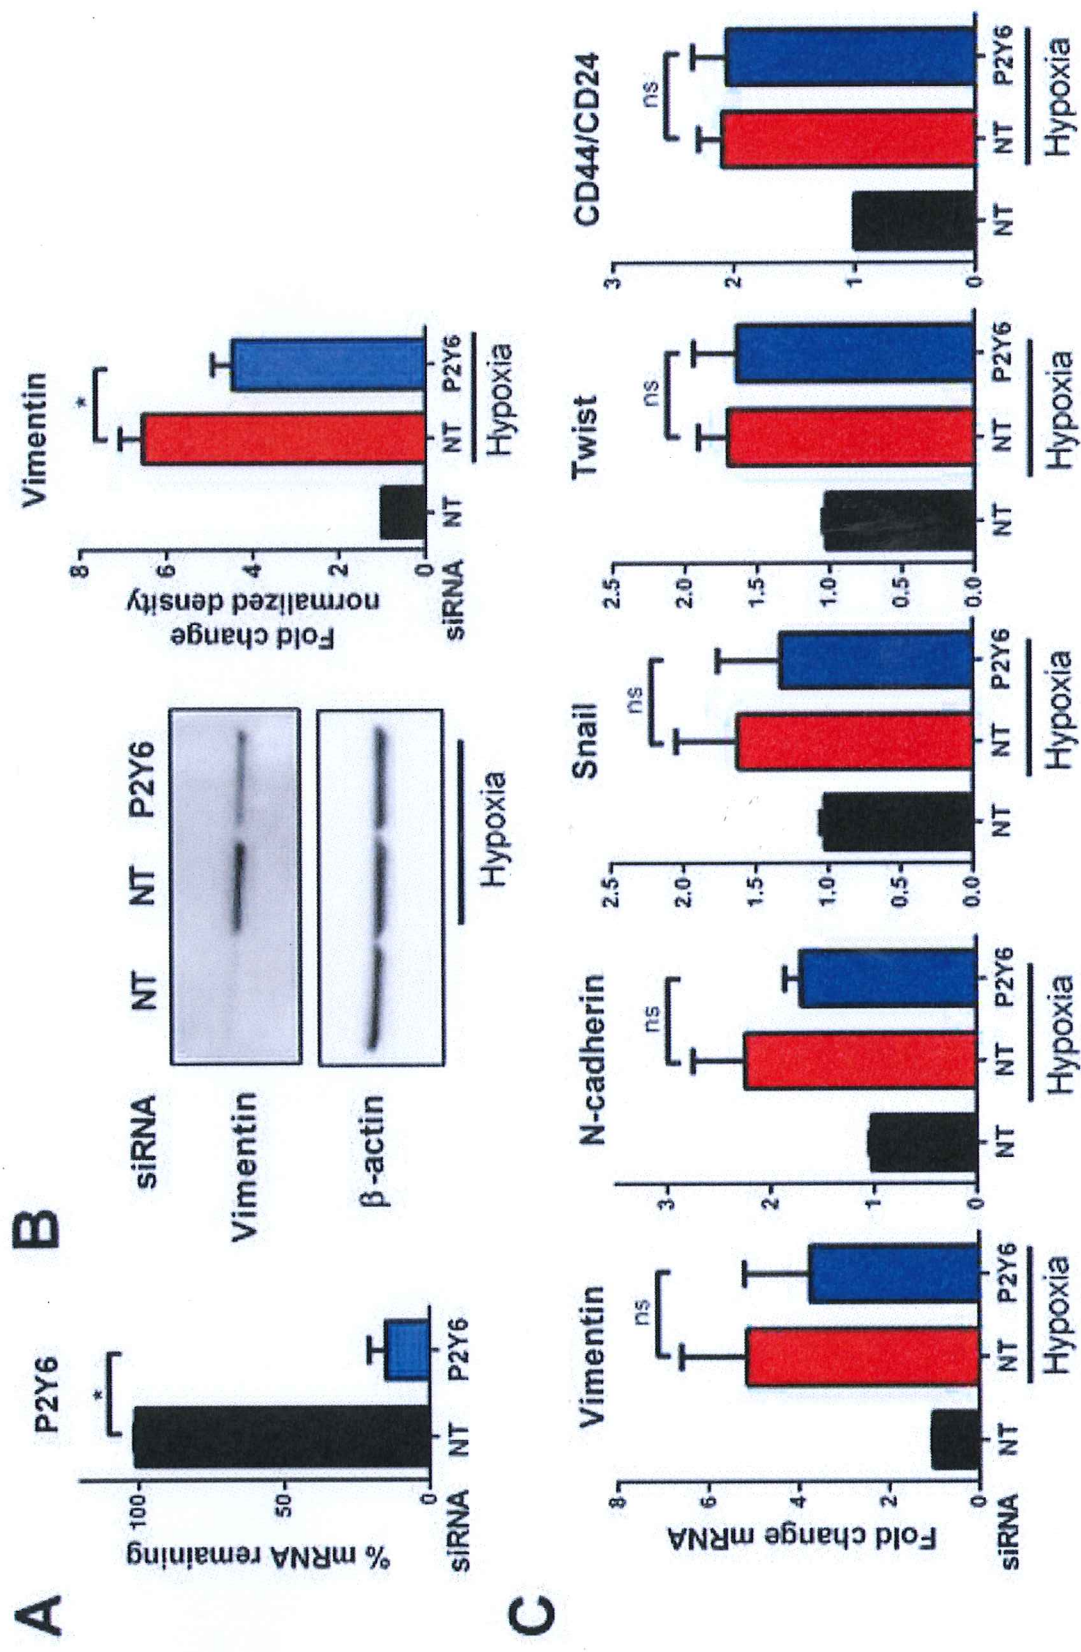 A
P2Y6
% mRNA remaining
100
50
0
*
siRNA
NT
P2Y6
B
siRNA
NT
NT
P2Y6
Vimentin
β-actin
Hypoxia
Vimentin
Fold change
normalized density
8
6
4
2
0
*
siRNA
NT
NT
P2Y6
Hypoxia
C
Vimentin
Fold change mRNA
8
6
4
2
0
ns
siRNA
NT
NT
P2Y6
Hypoxia
N-cadherin
3
2
1
0
ns
NT
NT
P2Y6
Hypoxia
Snail
2.5
2.0
1.5
1.0
0.5
0.0
ns
NT
NT
P2Y6
Hypoxia
Twist
2.5
2.0
1.5
1.0
0.5
0.0
ns
NT
NT
P2Y6
Hypoxia
CD44/CD24
3
2
1
0
ns
NT
NT
P2Y6
Hypoxia